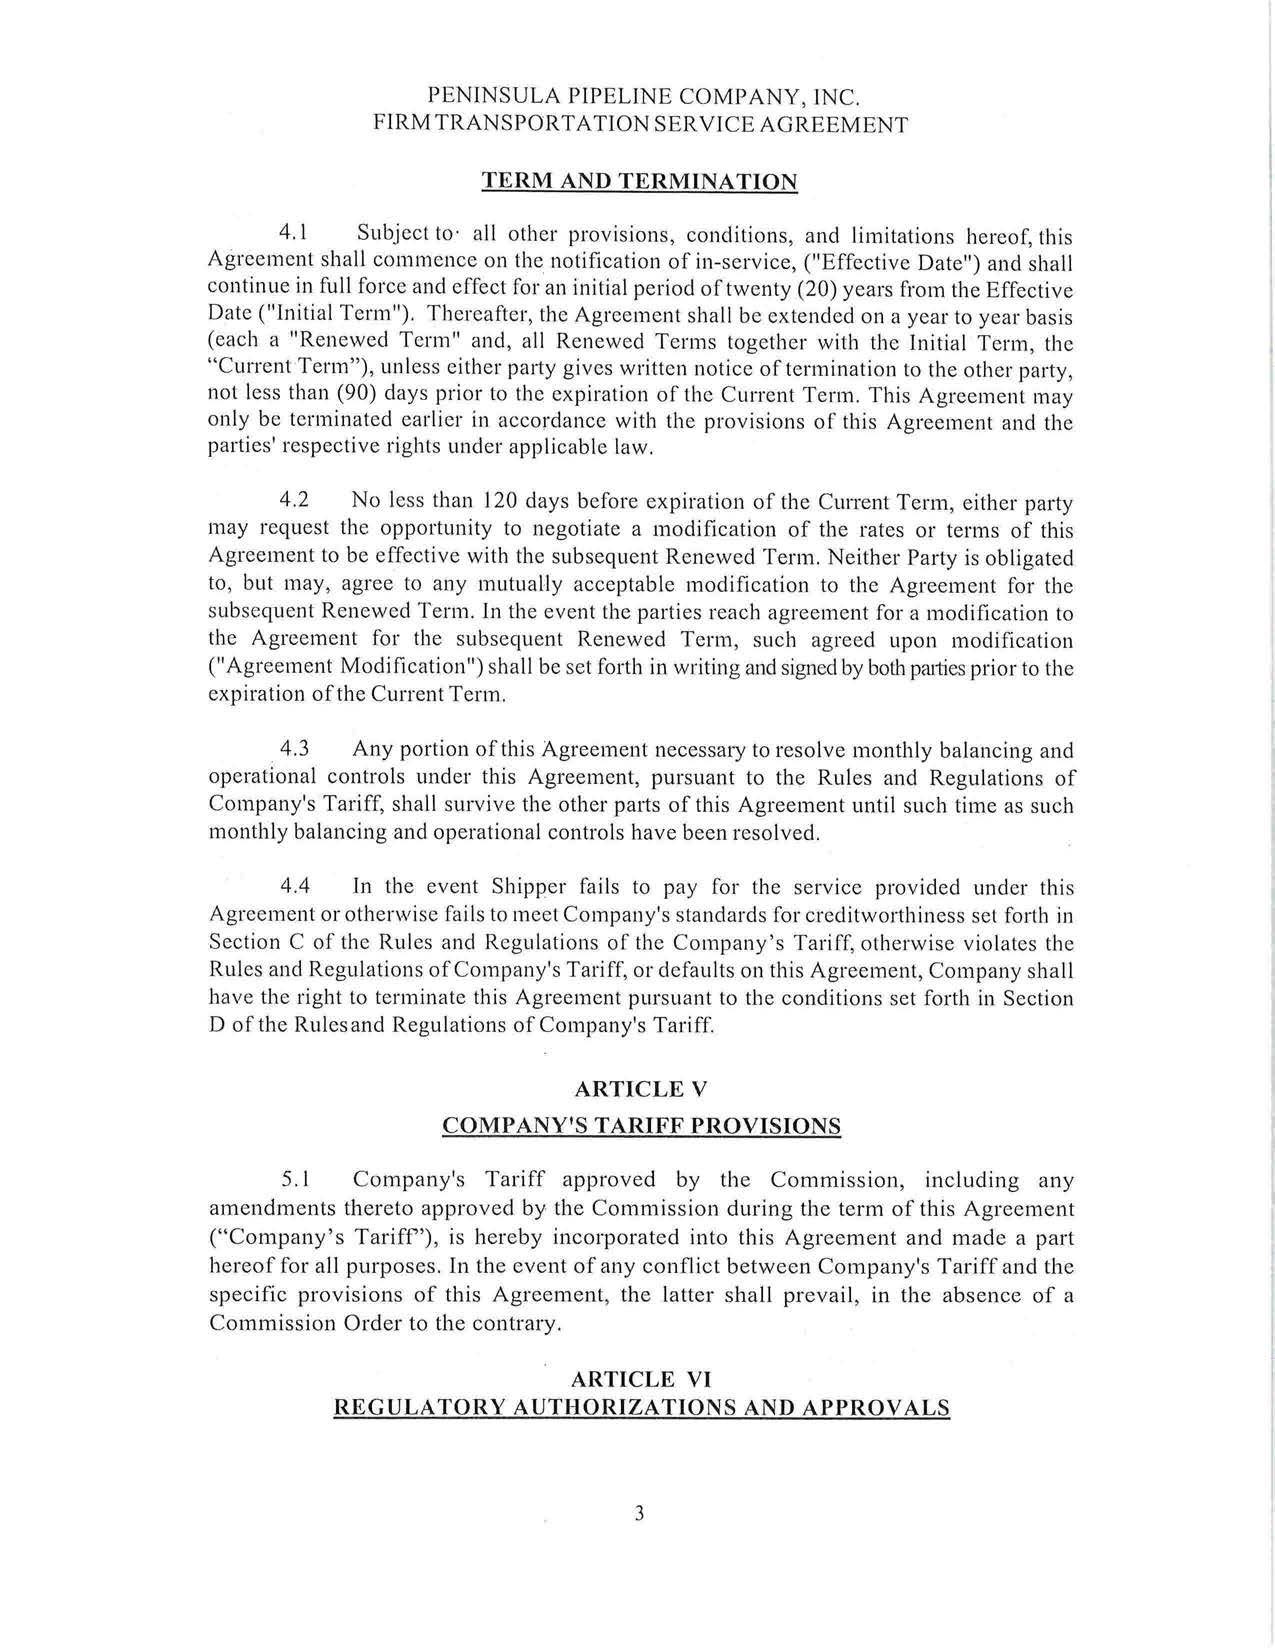 PENINSULA PIPELINE COMPANY, INC.
FIRM TRANSPORTATION SERVICE AGREEMENT
TERM AND TERMINATION
4.1 Subject to all other provisions, conditions, and limitations hereof, this
Agreement shall commence on the notification of in-service, ("Effective Date") and shall
continue in full force and effect for an initial period of twenty (20) years from the Effective
Date ("Initial Term"). Thereafter, the Agreement shall be extended on a year to year basis
(each a "Renewed Term" and, all Renewed Terms together with the Initial Term, the
“Current Term”), unless either party gives written notice of termination to the other party,
not less than (90) days prior to the expiration of the Current Term. This Agreement may
only be terminated earlier in accordance with the provisions of this Agreement and the
parties' respective rights under applicable law.
4.2 No less than 120 days before expiration of the Current Term, either party
may request the opportunity to negotiate a modification of the rates or terms of this
Agreement to be effective with the subsequent Renewed Term. Neither Party is obligated
to, but may, agree to any mutually acceptable modification to the Agreement for the
subsequent Renewed Term. In the event the parties reach agreement for a modification to
the Agreement for the subsequent Renewed Term, such agreed upon modification
("Agreement Modification") shall be set forth in writing and signed by both parties prior to the
expiration of the Current Term.
4.3 Any portion of this Agreement necessary to resolve monthly balancing and
operational controls under this Agreement, pursuant to the Rules and Regulations of
Company's Tariff, shall survive the other parts of this Agreement until such time as such
monthly balancing and operational controls have been resolved.
4.4 In the event Shipper fails to pay for the service provided under this
Agreement or otherwise fails to meet Company's standards for creditworthiness set forth in
Section C of the Rules and Regulations of the Company’s Tariff, otherwise violates the
Rules and Regulations of Company's Tariff, or defaults on this Agreement, Company shall
have the right to terminate this Agreement pursuant to the conditions set forth in Section
D of the Rules and Regulations of Company's Tariff.
ARTICLE V
COMPANY'S TARIFF PROVISIONS
5.1 Company's Tariff approved by the Commission, including any
amendments thereto approved by the Commission during the term of this Agreement
(“Company’s Tariff”), is hereby incorporated into this Agreement and made a part
hereof for all purposes. In the event of any conflict between Company's Tariff and the
specific provisions of this Agreement, the latter shall prevail, in the absence of a
Commission Order to the contrary.
ARTICLE VI
REGULATORY AUTHORIZATIONS AND APPROVALS
3